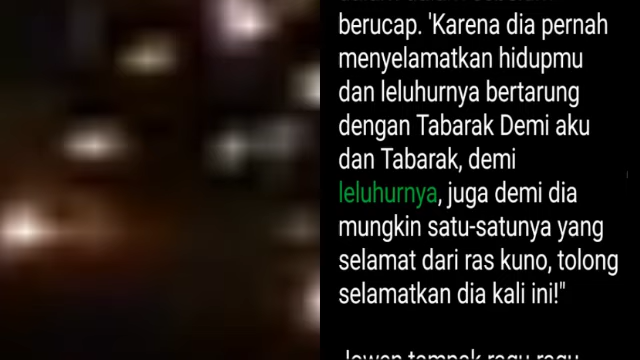 berucap. 'Karena dia pernah
menyelamatkan hidupmu
dan leluhurnya bertarung
dengan Tabarak Demi aku
dan Tabarak, demi
leluhurnya, juga demi dia
mungkin satu-satunya yang
selamat dari ras kuno, tolong
selamatkan dia kali ini!"